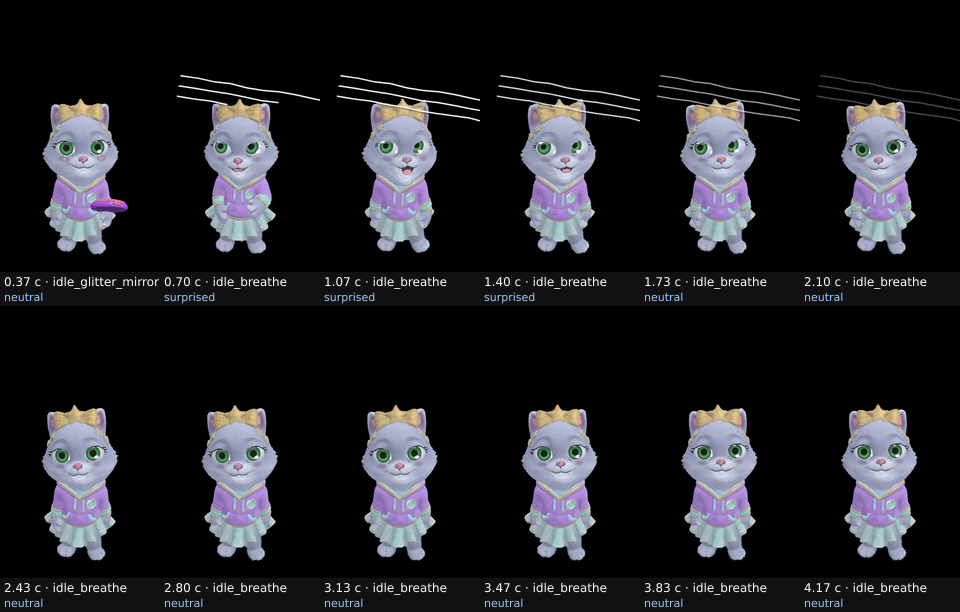 0.37 c · idle_glitter_mirror 0.70 c · idle_breathe 1.07 c · idle_breathe 1.40 c · idle_breathe 1.73 c · idle_breathe 2.10 c · idle_breathe
neutral surprised surprised surprised neutral neutral
2.43 c · idle_breathe 2.80 c · idle_breathe 3.13 c · idle_breathe 3.47 c · idle_breathe 3.83 c · idle_breathe 4.17 c · idle_breathe
neutral neutral neutral neutral neutral neutral